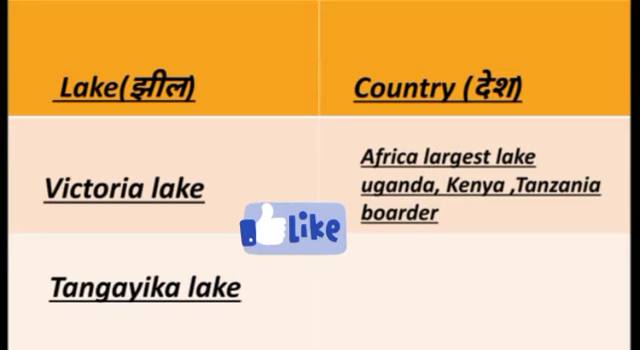 Lake(झील)
Country (देश)
Victoria lake
Africa largest lake
uganda, Kenya ,Tanzania
boarder
Like
Tangayika lake